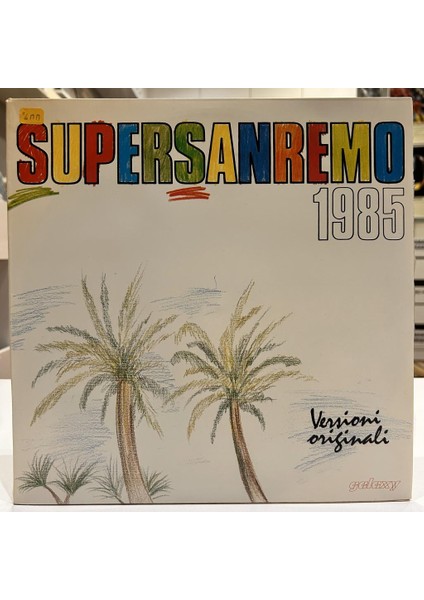 SUPERSANREMO
1985
Versioni
originali
galaxy